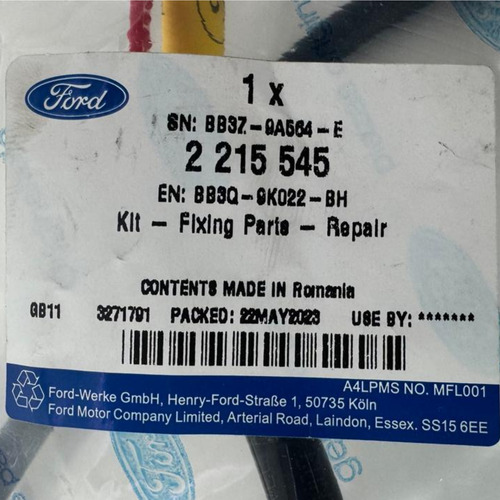 Ford
1 x
SN: BB3Z-9A564-E
2 215 545
EN: BB3Q-9K022-BH
Kit - Fixing Parts - Repair
CONTENTS MADE IN Romania
GB11 3271791 PACKED: 22MAY2023 USE BY: *******
A4LPMS NO. MFL001
Ford-Werke GmbH, Henry-Ford-Straße 1, 50735 Köln
Ford Motor Company Limited, Arterial Road, Laindon, Essex. SS15 6EE